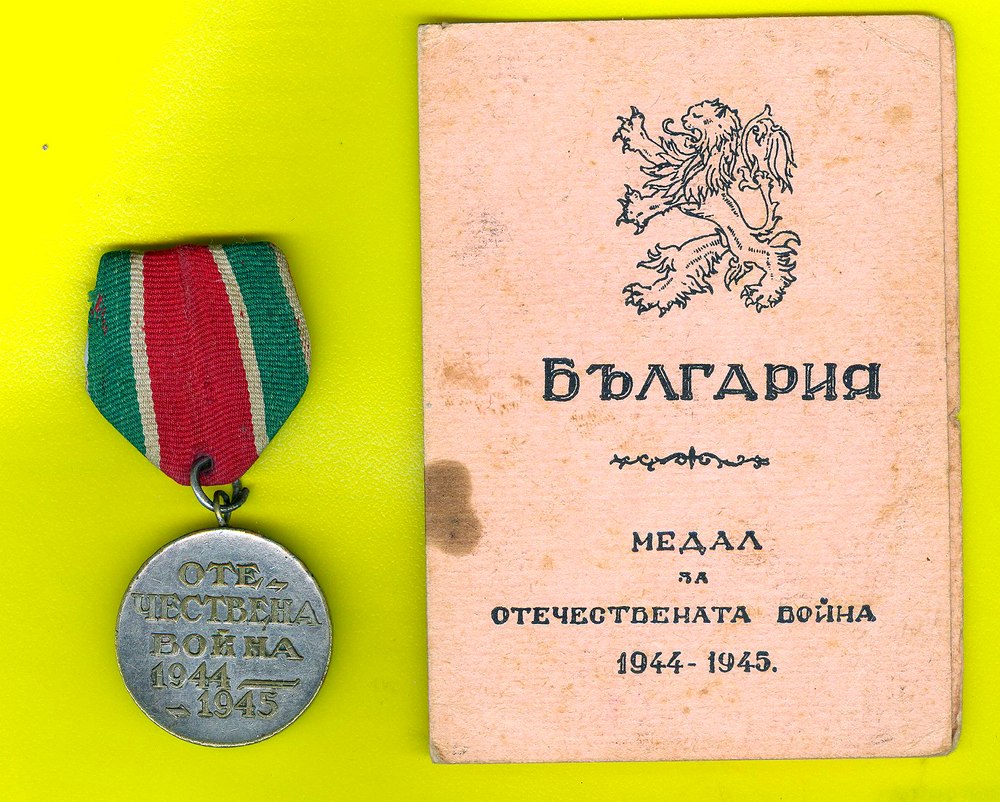 ОТЕ-
ЧЕСТВЕНА
ВОЙНА
1944 —
- 1945
БЪЛГАРИЯ
МЕДАЛ
ЗА
ОТЕЧЕСТВЕНАТА ВОЙНА
1944 - 1945.